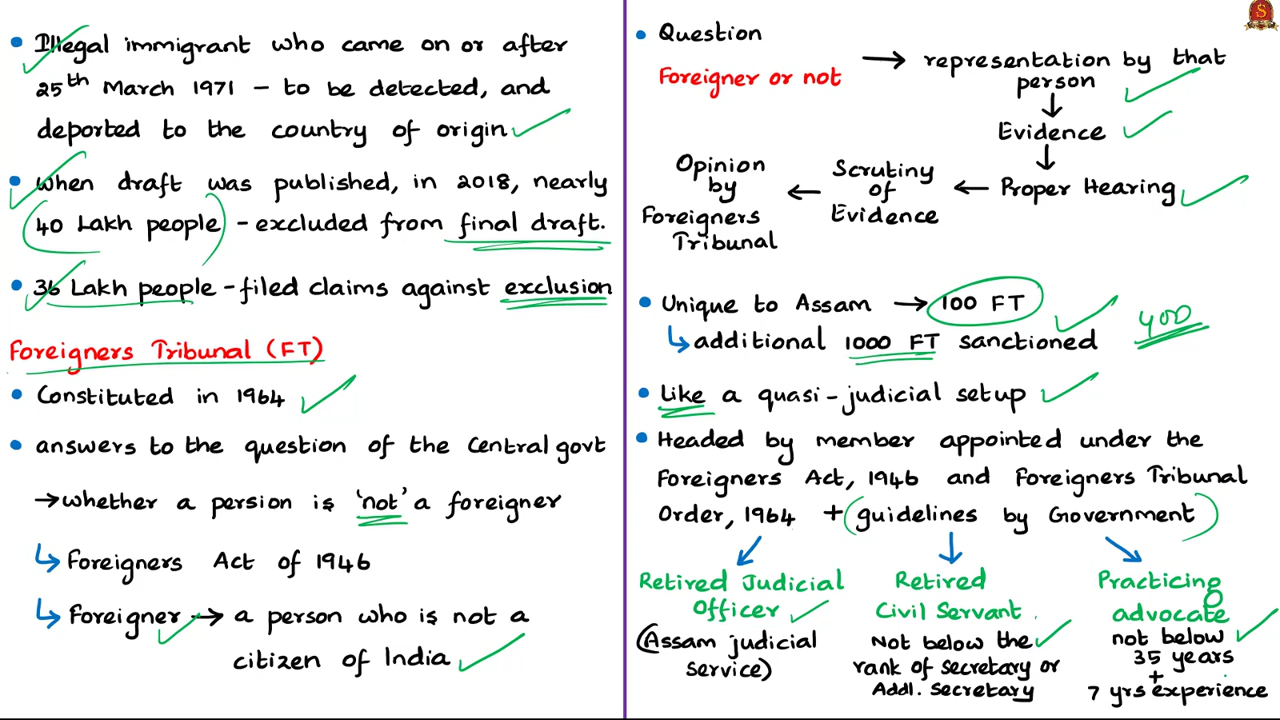 Illegal immigrant who came on or after
25th March 1971 – to be detected, and
deported to the country of origin
When draft was published, in 2018, nearly
40 Lakh people – excluded from final draft.
36 Lakh people – filed claims against exclusion
Foreigners Tribunal (FT)
Constituted in 1964
answers to the question of the Central govt
→ whether a persion is 'not' a foreigner
↳ Foreigners Act of 1946
↳ Foreigner → a person who is not a
citizen of India
Question
Foreigner or not
→ representation by that
person
↓
Evidence
↓
Proper Hearing
←
Scrutiny
of
Evidence
←
Opinion
by
Foreigners
Tribunal
Unique to Assam → 100 FT
↳ additional 1000 FT sanctioned
400
Like a quasi-judicial setup
Headed by member appointed under the
Foreigners Act, 1946 and Foreigners Tribunal
Order, 1964 + (guidelines by Government)
Retired Judicial
Officer
(Assam judicial
service)
Retired
Civil Servant
Not below the
rank of secretary or
Addl. Secretary
Practicing
advocate
not below
35 years
+
7 yrs experience
S